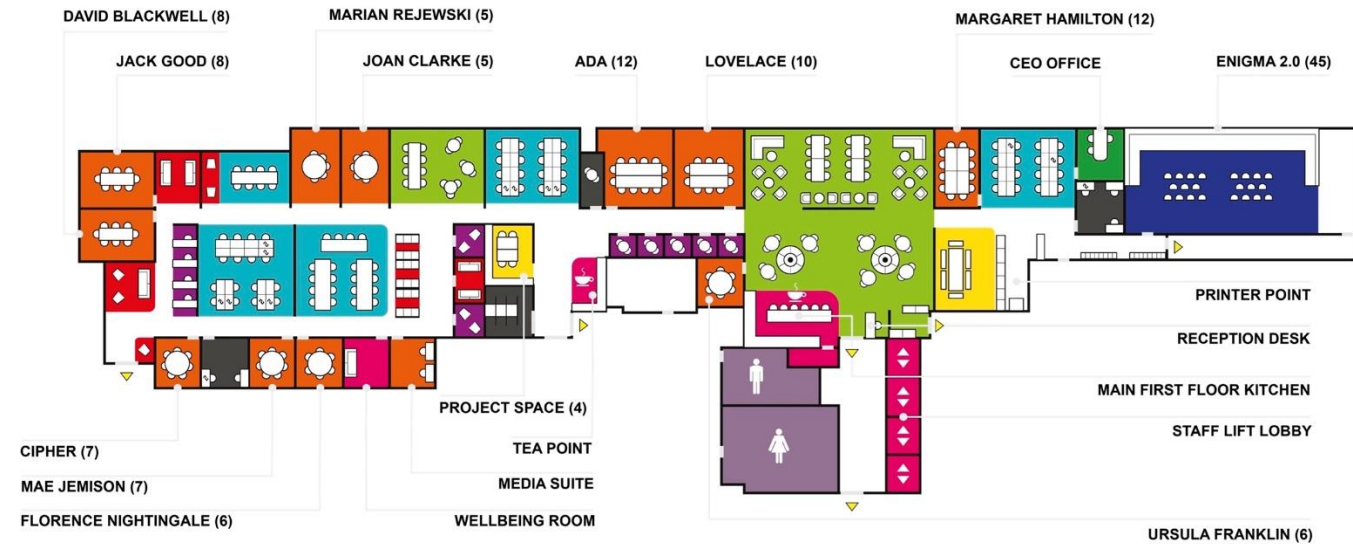 DAVID BLACKWELL (8)
MARIAN REJEWSKI (5)
MARGARET HAMILTON (12)
JACK GOOD (8)
JOAN CLARKE (5)
ADA (12)
LOVELACE (10)
CEO OFFICE
ENIGMA 2.0 (45)
PRINTER POINT
RECEPTION DESK
MAIN FIRST FLOOR KITCHEN
STAFF LIFT LOBBY
PROJECT SPACE (4)
TEA POINT
CIPHER (7)
MAE JEMISON (7)
MEDIA SUITE
FLORENCE NIGHTINGALE (6)
WELLBEING ROOM
URSULA FRANKLIN (6)